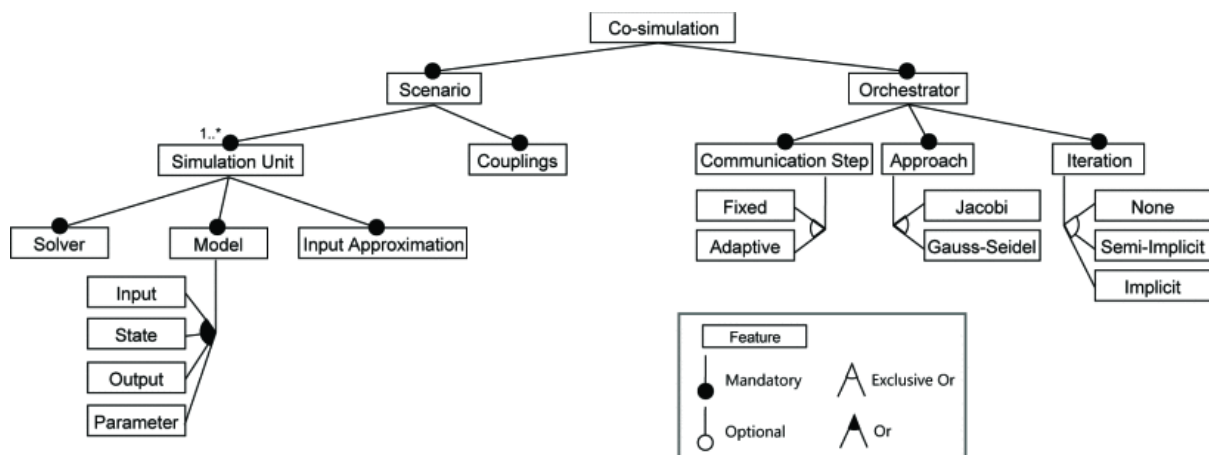 Co-simulation
Scenario
Orchestrator
1..*
Simulation Unit
Couplings
Communication Step
Approach
Iteration
Fixed
Jacobi
None
Solver
Model
Input Approximation
Adaptive
Gauss-Seidel
Semi-Implicit
Input
Implicit
State
Output
Parameter
Feature
Mandatory
Exclusive Or
Optional
Or